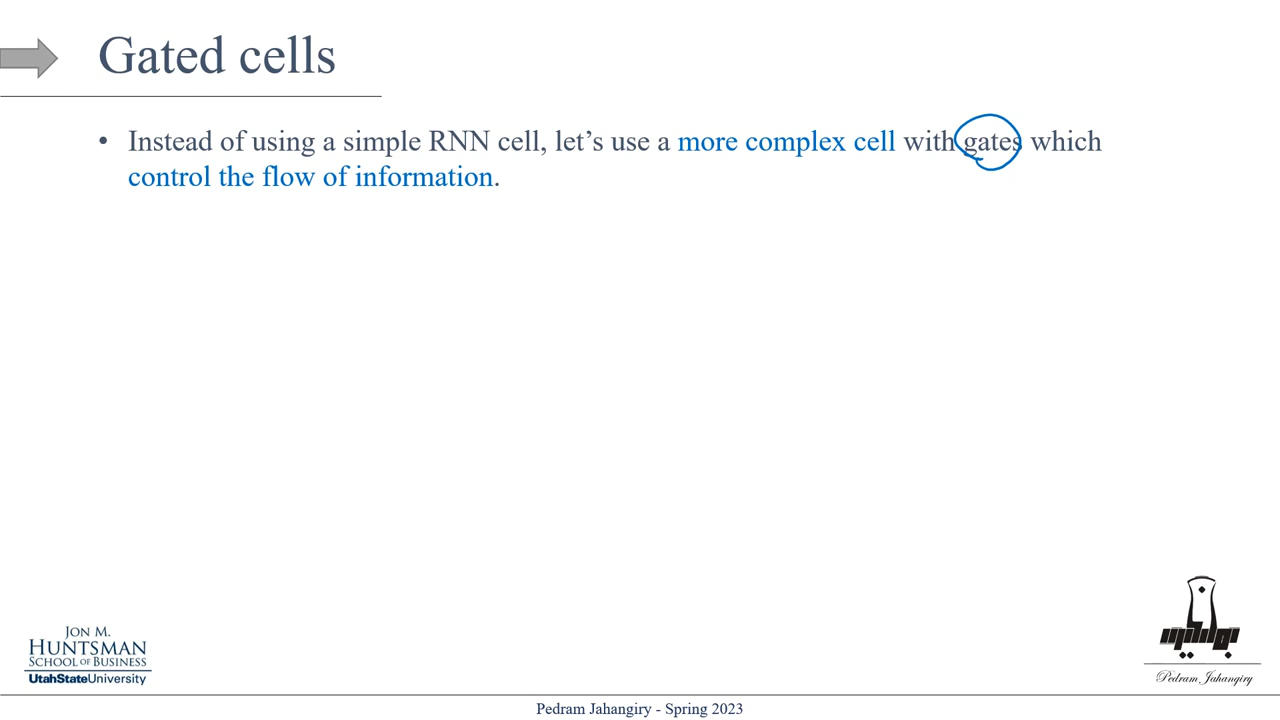 Gated cells
• Instead of using a simple RNN cell, let’s use a more complex cell with gates which
control the flow of information.
JON M.
HUNTSMAN
SCHOOL OF BUSINESS
UtahStateUniversity
Pedram Jahangiry
Pedram Jahangiry - Spring 2023